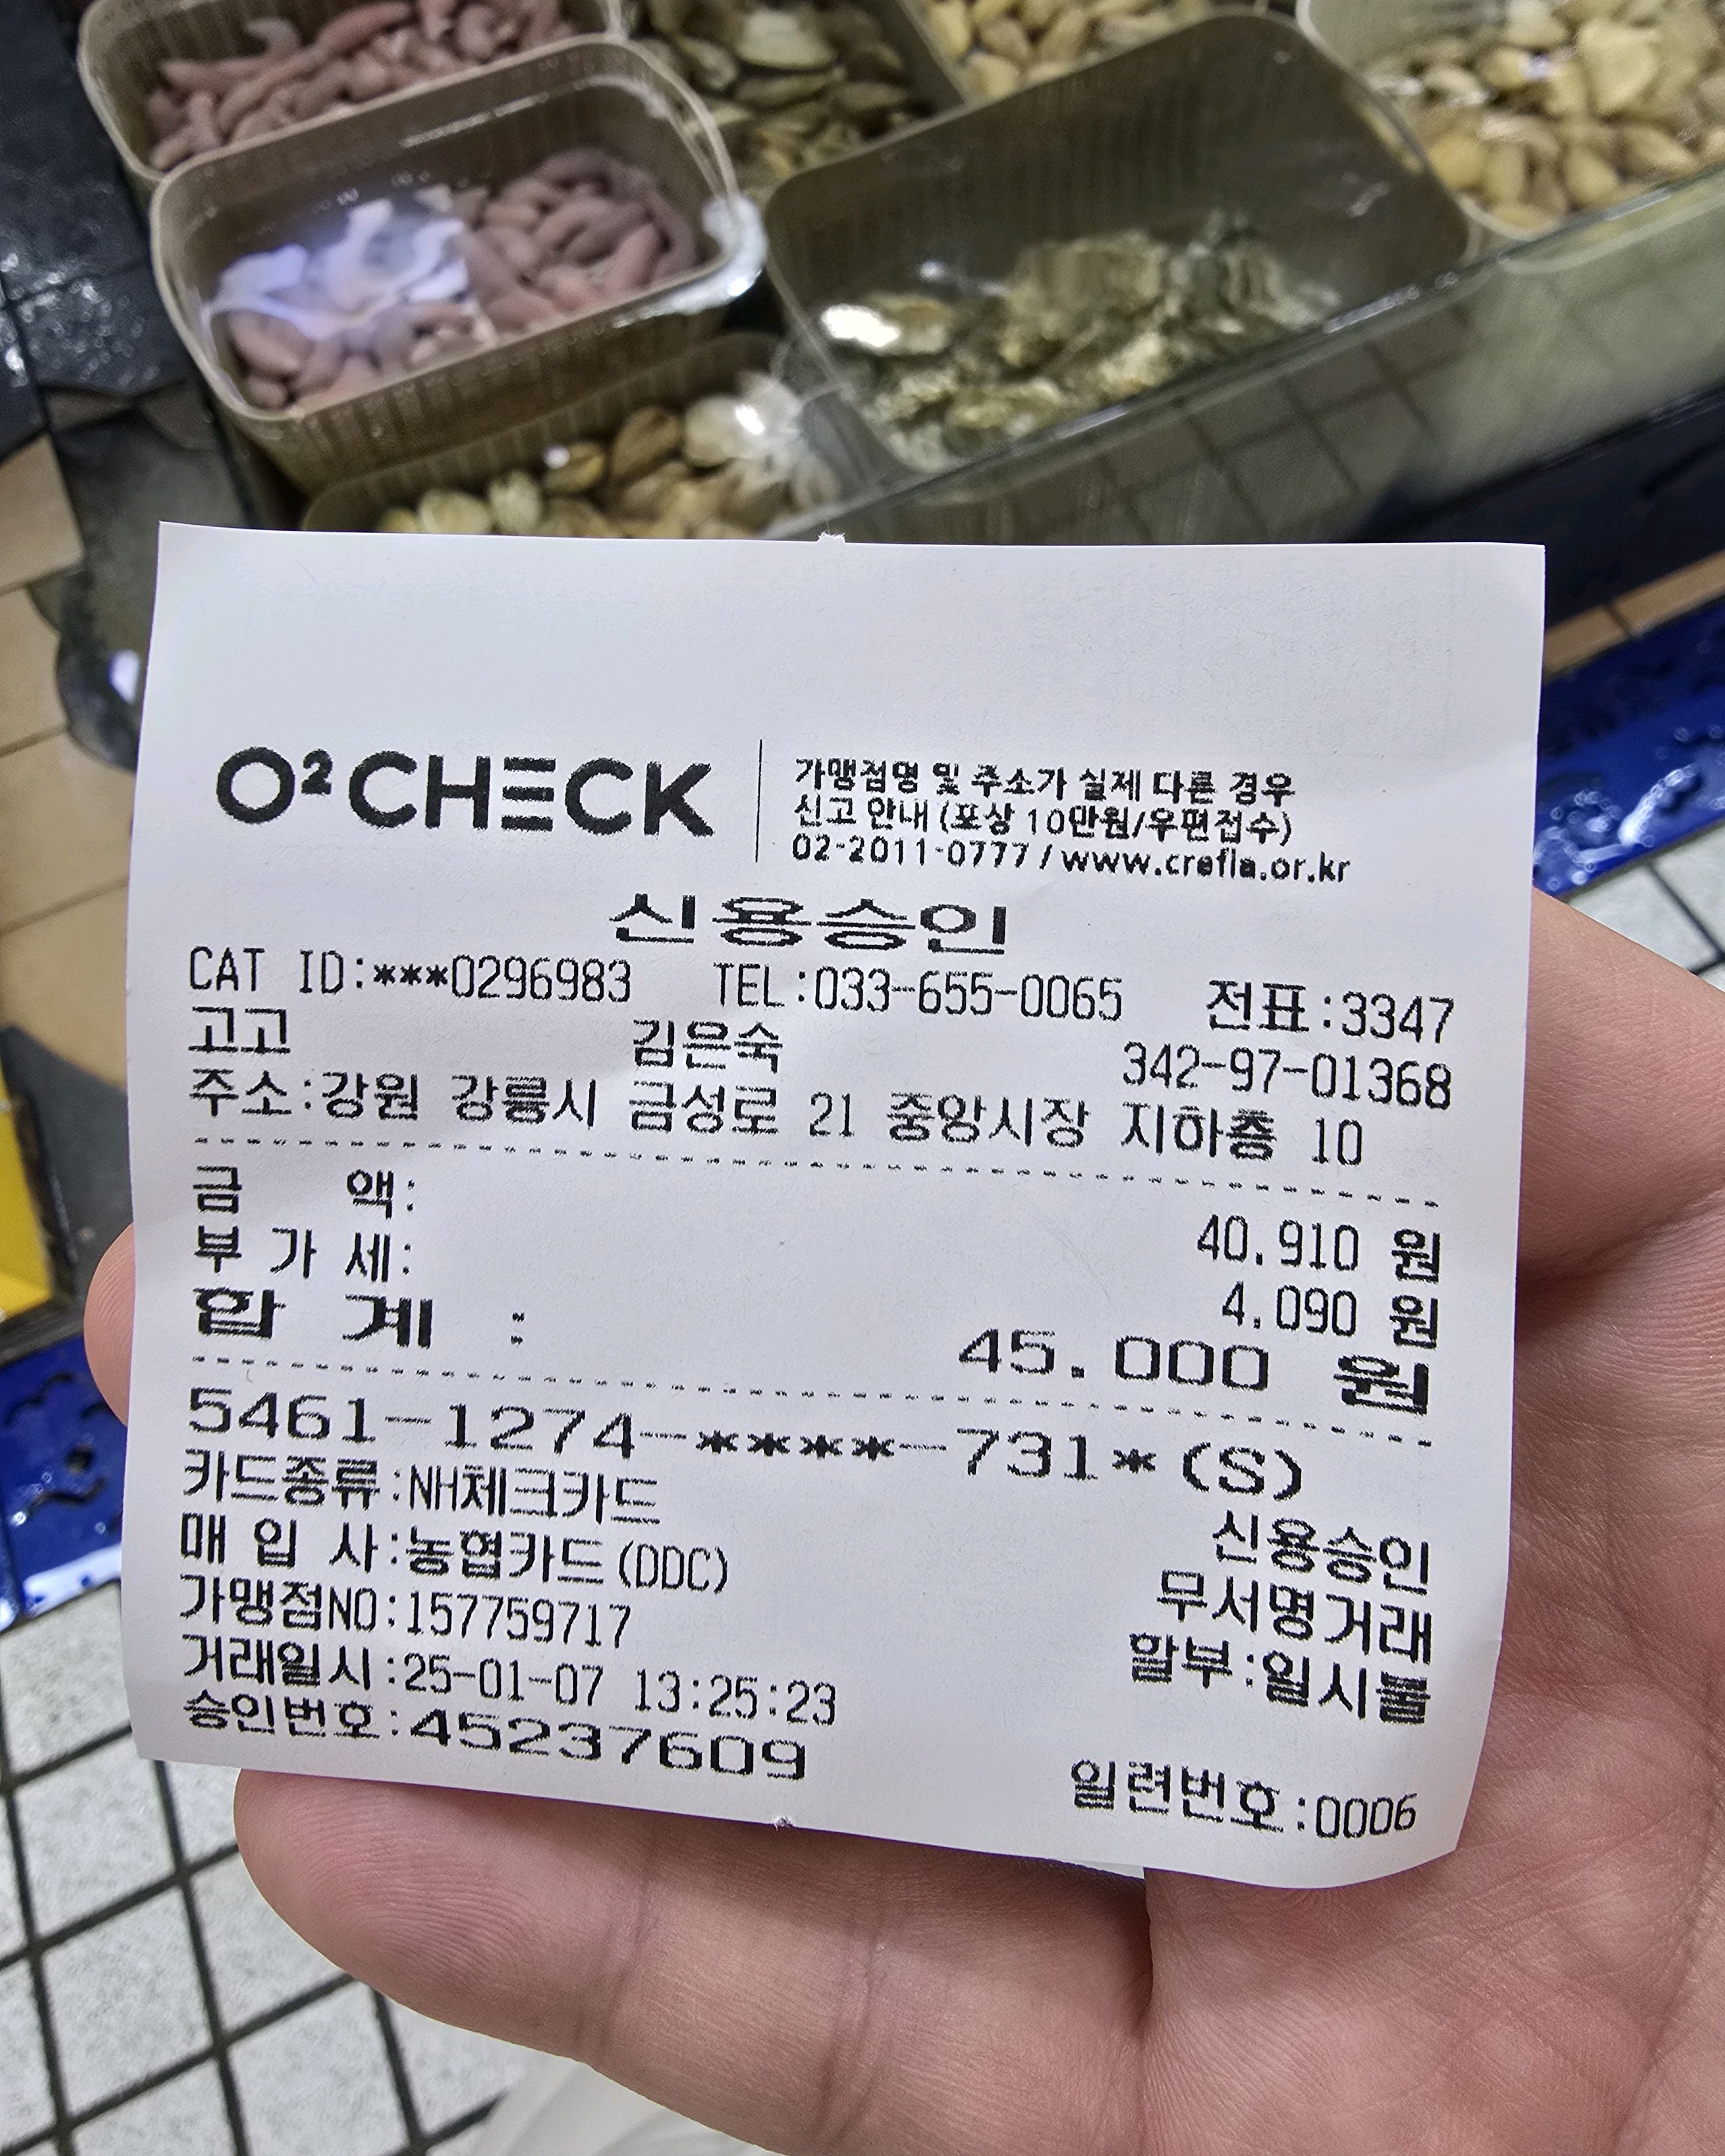 O²CHECK
가맹점명 및 주소가 실제 다른 경우
신고 안내 (포상 10만원/우편접수)
02-2011-0777 / www.crefia.or.kr
신용승인
CAT ID:***0296983 TEL:033-655-0065 전표:3347
고고 김은숙 342-97-01368
주소:강원 강릉시 금성로 21 중앙시장 지하층 10
금 액: 40.910 원
부 가 세: 4.090 원
합 계 : 45.000 원
5461-1274-****-731*(S)
카드종류:NH체크카드 신용승인
매 입 사:농협카드(DDC) 무서명거래
가맹점NO:157759717 할부:일시불
거래일시:25-01-07 13:25:23
승인번호:45237609 일련번호:0006